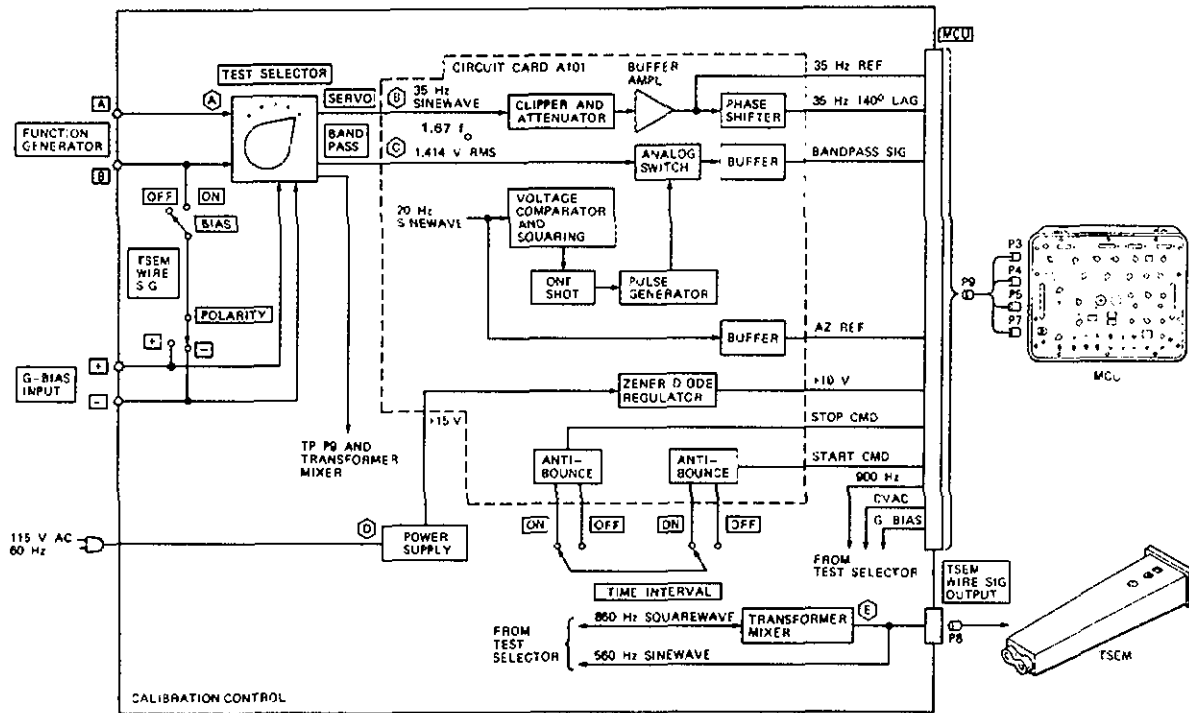 MCU
CIRCUIT CARD A101
BUFFER
AMPL
35 Hz REF
TEST SELECTOR
A
A
SERVO
B
35 Hz
SINEWAVE
CLIPPER AND
ATTENUATOR
PHASE
SHIFTER
35 Hz 140° LAG
FUNCTION
GENERATOR
BAND
PASS
1.67 fo
C
1.414 V RMS
ANALOG
SWITCH
BUFFER
BANDPASS SIG
B
OFF
ON
BIAS
20 Hz
SINEWAVE
VOLTAGE
COMPARATOR
AND
SQUARING
TSEM
WIRE
SIG
ONE
SHOT
PULSE
GENERATOR
P3
P4
P5
P7
P9
MCU
POLARITY
+
−
BUFFER
AZ REF
+
G-BIAS
INPUT
−
ZENER DIODE
REGULATOR
+10 V
+15 V
STOP CMD
TP P9 AND
TRANSFORMER
MIXER
ANTI-
BOUNCE
ANTI-
BOUNCE
START CMD
900 Hz
CVAC
G BIAS
ON
OFF
ON
OFF
115 V AC
60 Hz
D
POWER
SUPPLY
FROM
TEST SELECTOR
TIME INTERVAL
TSEM
WIRE SIG
OUTPUT
FROM
TEST
SELECTOR
860 Hz SQUAREWAVE
TRANSFORMER
MIXER
E
560 Hz SINEWAVE
P8
TSEM
CALIBRATION CONTROL